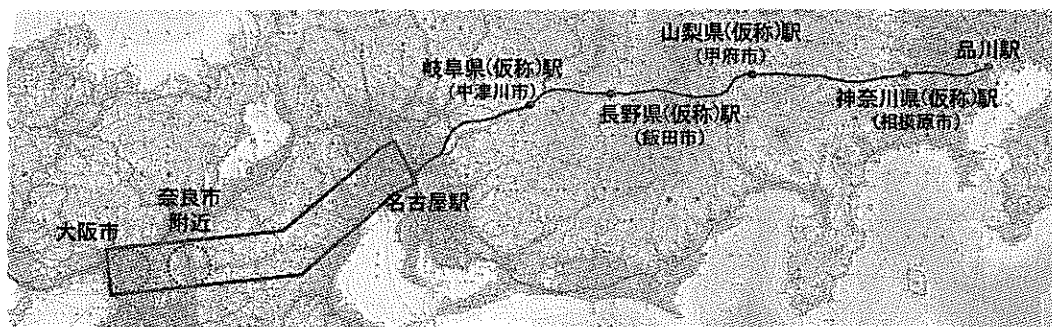 山梨県(仮称)駅
(甲府市)
品川駅
岐阜県(仮称)駅
(中津川市)
長野県(仮称)駅
(飯田市)
神奈川県(仮称)駅
(相模原市)
名古屋駅
奈良市
附近
大阪市